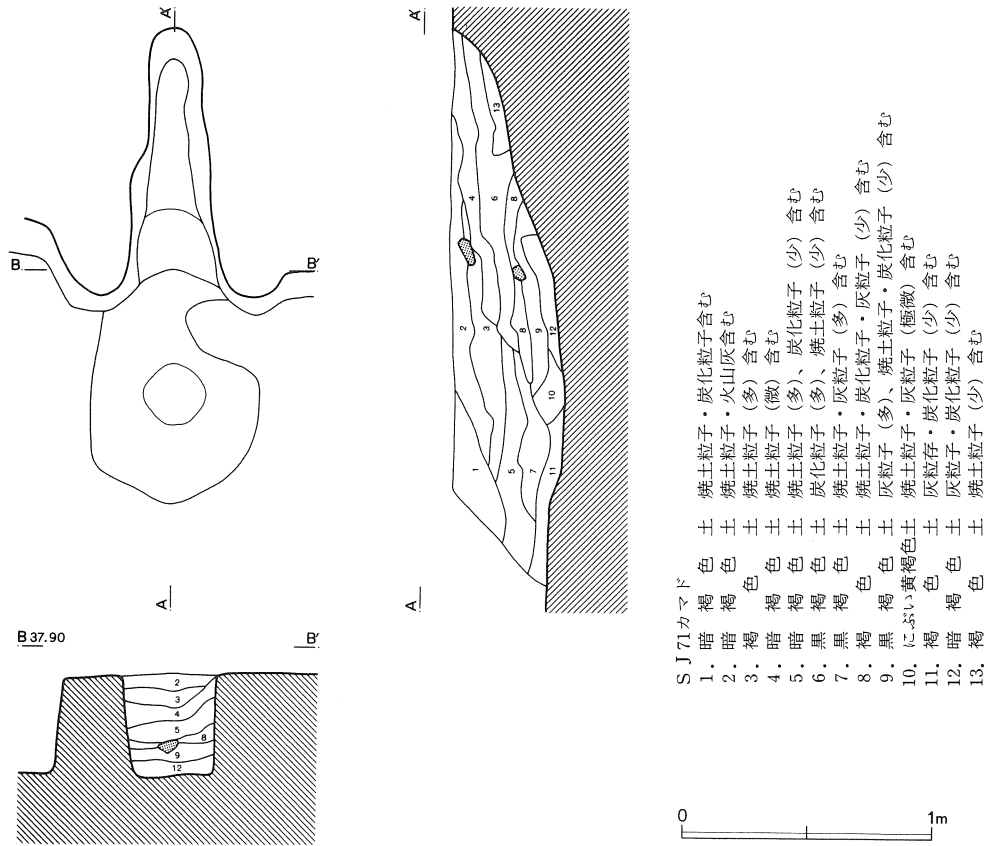 A A′
A A′
B B′
13
4
6
8
2
3
8
9
12
10
1
5
7
11
A A
B 37.90 B′
2
3
4
5
8
9
12
ＳＪ71カマド
1．暗褐色土　焼土粒子・炭化粒子含む
2．暗褐色土　焼土粒子・火山灰含む
3．褐色土　焼土粒子（多）含む
4．暗褐色土　焼土粒子（微）含む
5．暗褐色土　焼土粒子（多）、炭化粒子（少）含む
6．黒褐色土　炭化粒子（多）、焼土粒子（少）含む
7．黒褐色土　焼土粒子・灰粒子（多）含む
8．褐色土　焼土粒子・炭化粒子・灰粒子（少）含む
9．黒褐色土　灰粒子（多）、焼土粒子・炭化粒子（少）含む
10．にぶい黄褐色土　焼土粒子・灰粒子（極微）含む
11．褐色土　灰粒存・炭化粒子（少）含む
12．暗褐色土　灰粒子・炭化粒子（少）含む
13．褐色土　焼土粒子（少）含む
0 1m